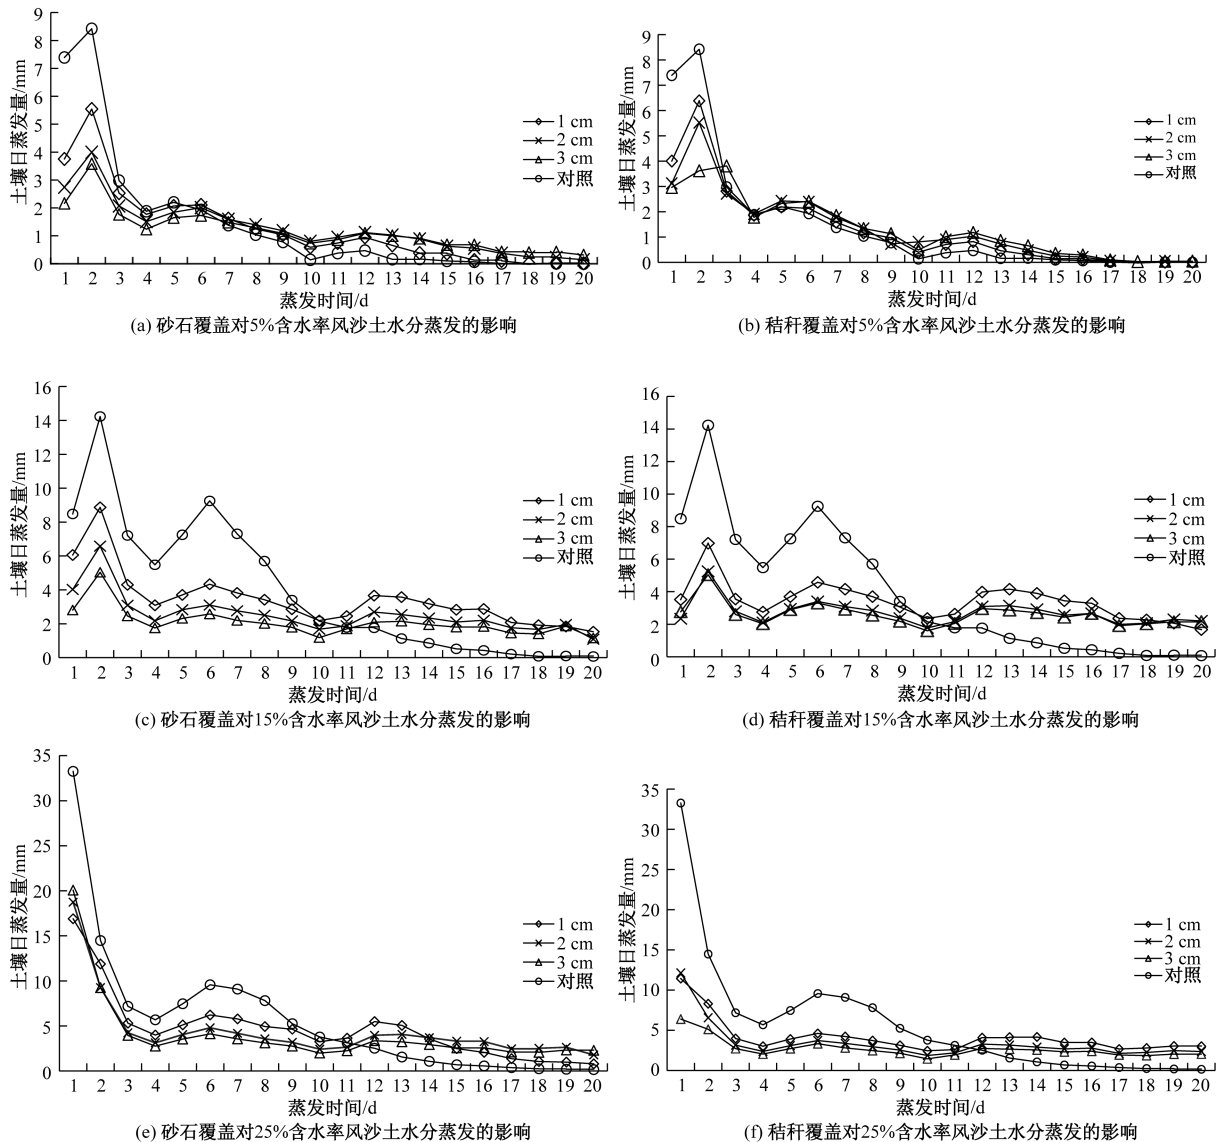 9
8
7
6
5
4
3
2
1
0
土壤日蒸发量/mm
1 cm
2 cm
3 cm
对照
1 2 3 4 5 6 7 8 9 10 11 12 13 14 15 16 17 18 19 20
蒸发时间/d
(a) 砂石覆盖对5%含水率风沙土水分蒸发的影响
9
8
7
6
5
4
3
2
1
0
土壤日蒸发量/mm
1 cm
2 cm
3 cm
对照
1 2 3 4 5 6 7 8 9 10 11 12 13 14 15 16 17 18 19 20
蒸发时间/d
(b) 秸秆覆盖对5%含水率风沙土水分蒸发的影响
16
14
12
10
8
6
4
2
0
土壤日蒸发量/mm
1 cm
2 cm
3 cm
对照
1 2 3 4 5 6 7 8 9 10 11 12 13 14 15 16 17 18 19 20
蒸发时间/d
(c) 砂石覆盖对15%含水率风沙土水分蒸发的影响
16
14
12
10
8
6
4
2
0
土壤日蒸发量/mm
1 cm
2 cm
3 cm
对照
1 2 3 4 5 6 7 8 9 10 11 12 13 14 15 16 17 18 19 20
蒸发时间/d
(d) 秸秆覆盖对15%含水率风沙土水分蒸发的影响
35
30
25
20
15
10
5
0
土壤日蒸发量/mm
1 cm
2 cm
3 cm
对照
1 2 3 4 5 6 7 8 9 10 11 12 13 14 15 16 17 18 19 20
蒸发时间/d
(e) 砂石覆盖对25%含水率风沙土水分蒸发的影响
35
30
25
20
15
10
5
0
土壤日蒸发量/mm
1 cm
2 cm
3 cm
对照
1 2 3 4 5 6 7 8 9 10 11 12 13 14 15 16 17 18 19 20
蒸发时间/d
(f) 秸秆覆盖对25%含水率风沙土水分蒸发的影响